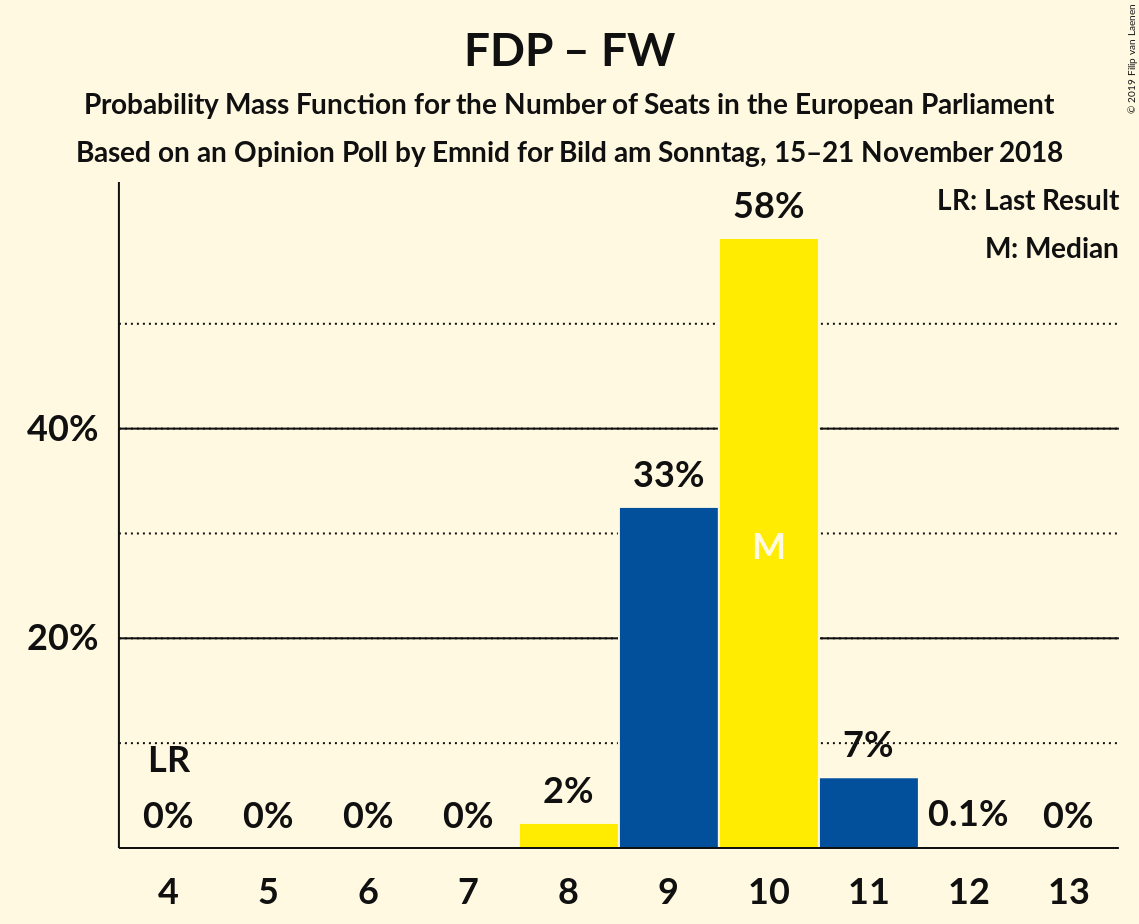 FDP – FW
Probability Mass Function for the Number of Seats in the European Parliament
Based on an Opinion Poll by Emnid for Bild am Sonntag, 15–21 November 2018
© 2019 Filip van Laenen
LR: Last Result
M: Median
58%
40%
33%
M
20%
LR
7%
2%
0% 0% 0% 0% 0.1% 0%
4 5 6 7 8 9 10 11 12 13